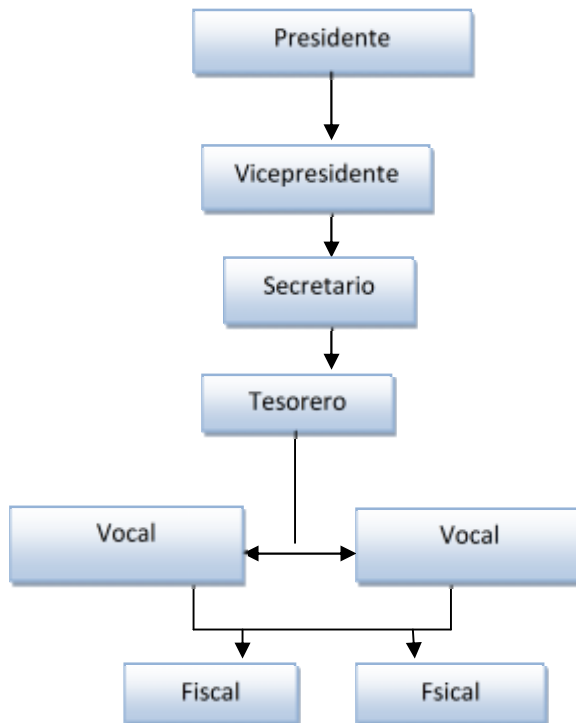 Presidente
Vicepresidente
Secretario
Tesorero
Vocal
Vocal
Fiscal
Fsical